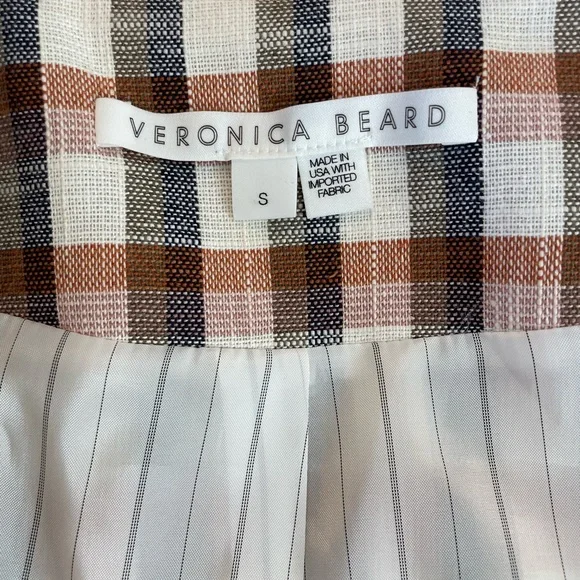 VERONICA BEARD
S
MADE IN
USA WITH
IMPORTED
FABRIC